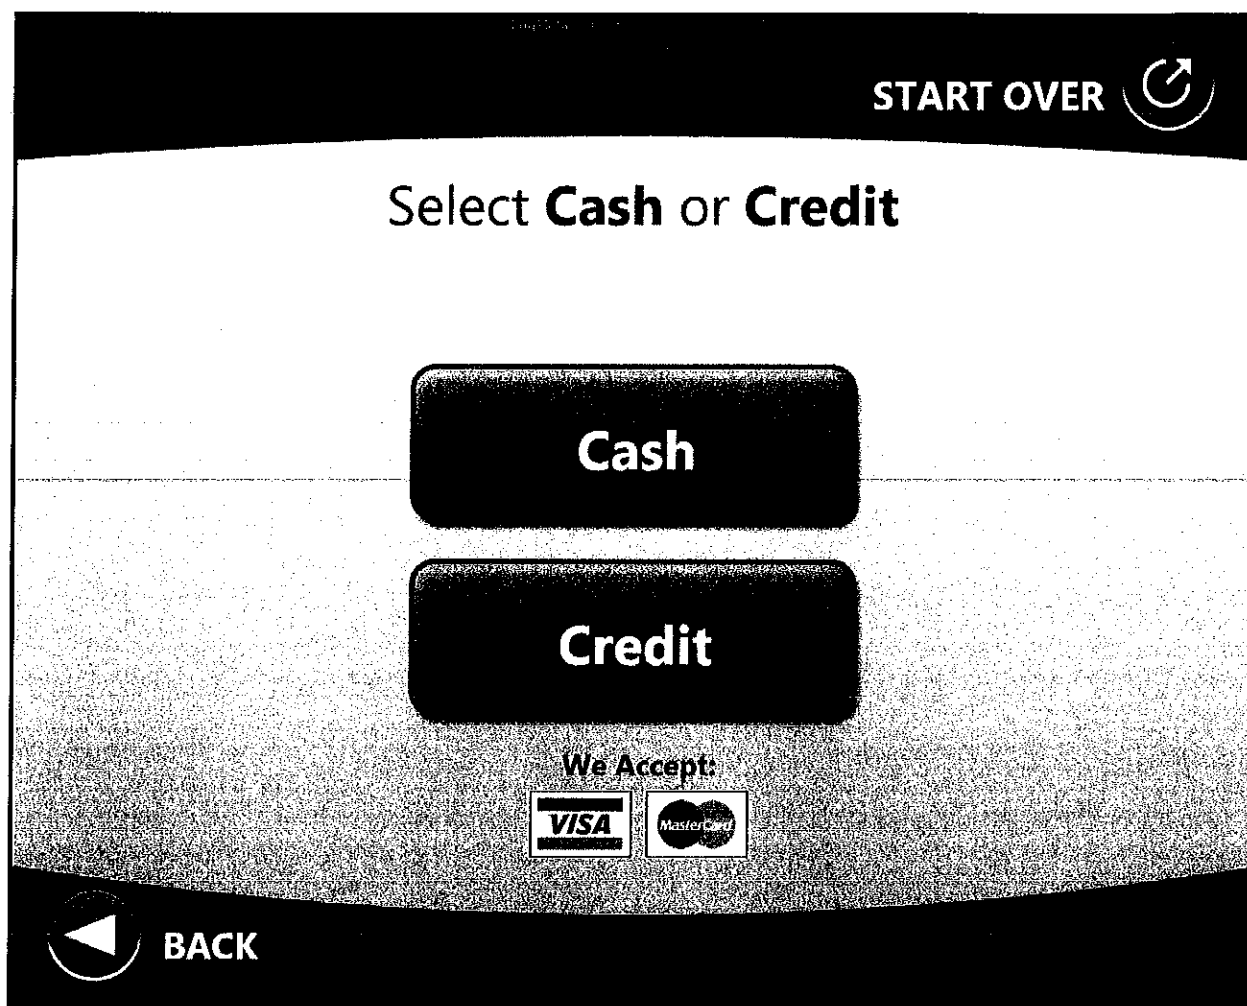 START OVER
Select Cash or Credit
Cash
Credit
We Accept:
VISA
MasterCard
BACK